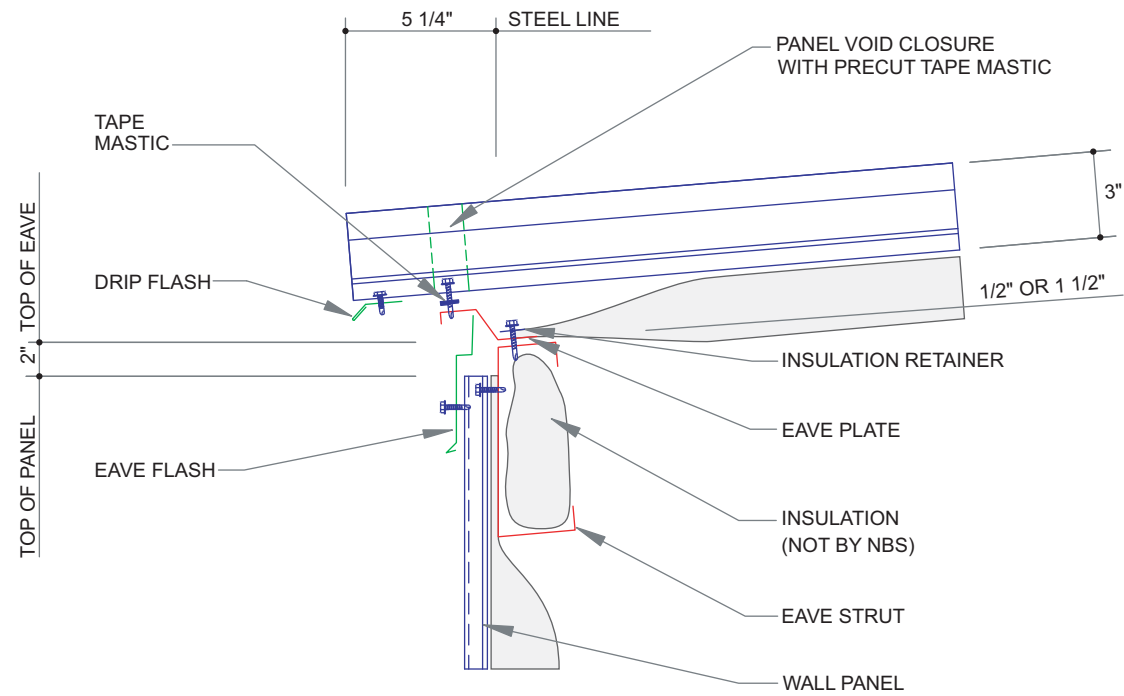 5 1/4"
STEEL LINE
PANEL VOID CLOSURE
WITH PRECUT TAPE MASTIC
TAPE
MASTIC
3"
TOP OF EAVE
DRIP FLASH
1/2" OR 1 1/2"
2"
INSULATION RETAINER
EAVE PLATE
TOP OF PANEL
EAVE FLASH
INSULATION
(NOT BY NBS)
EAVE STRUT
WALL PANEL